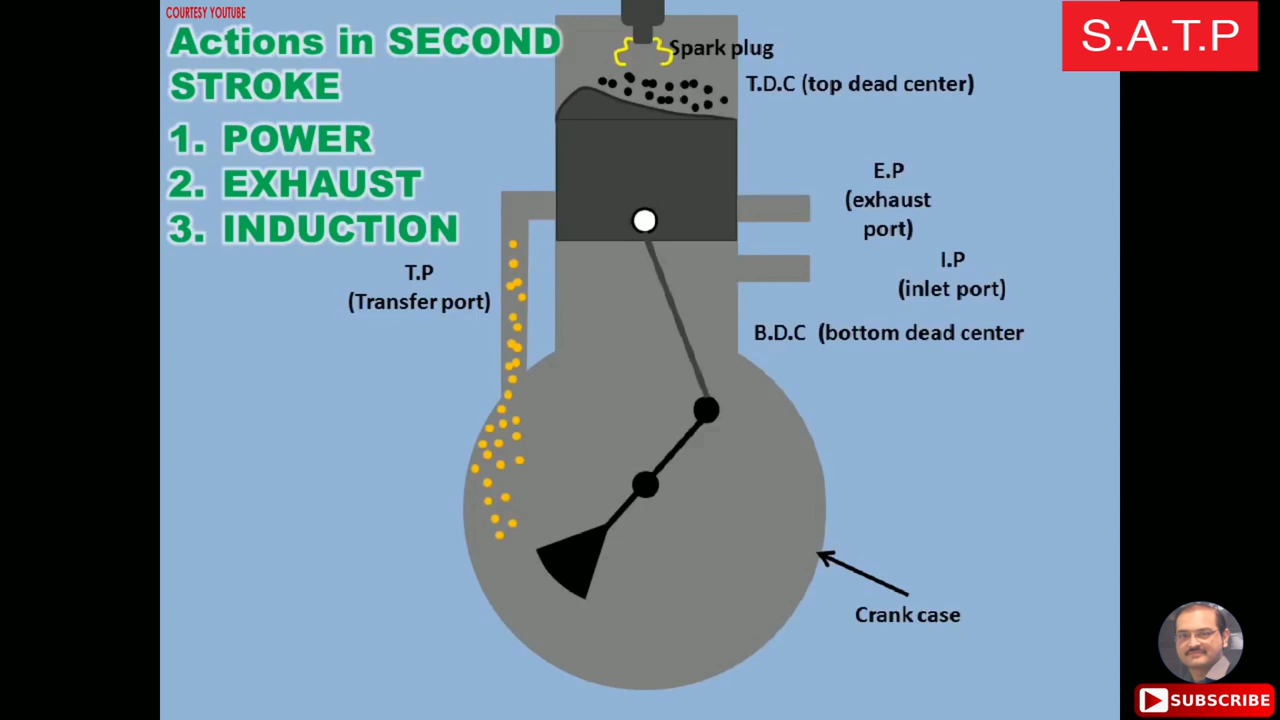 COURTESY YOUTUBE
Actions in SECOND
STROKE
1. POWER
2. EXHAUST
3. INDUCTION
Spark plug
T.D.C (top dead center)
E.P
(exhaust
port)
I.P
(inlet port)
T.P
(Transfer port)
B.D.C (bottom dead center
Crank case
S.A.T.P
SUBSCRIBE